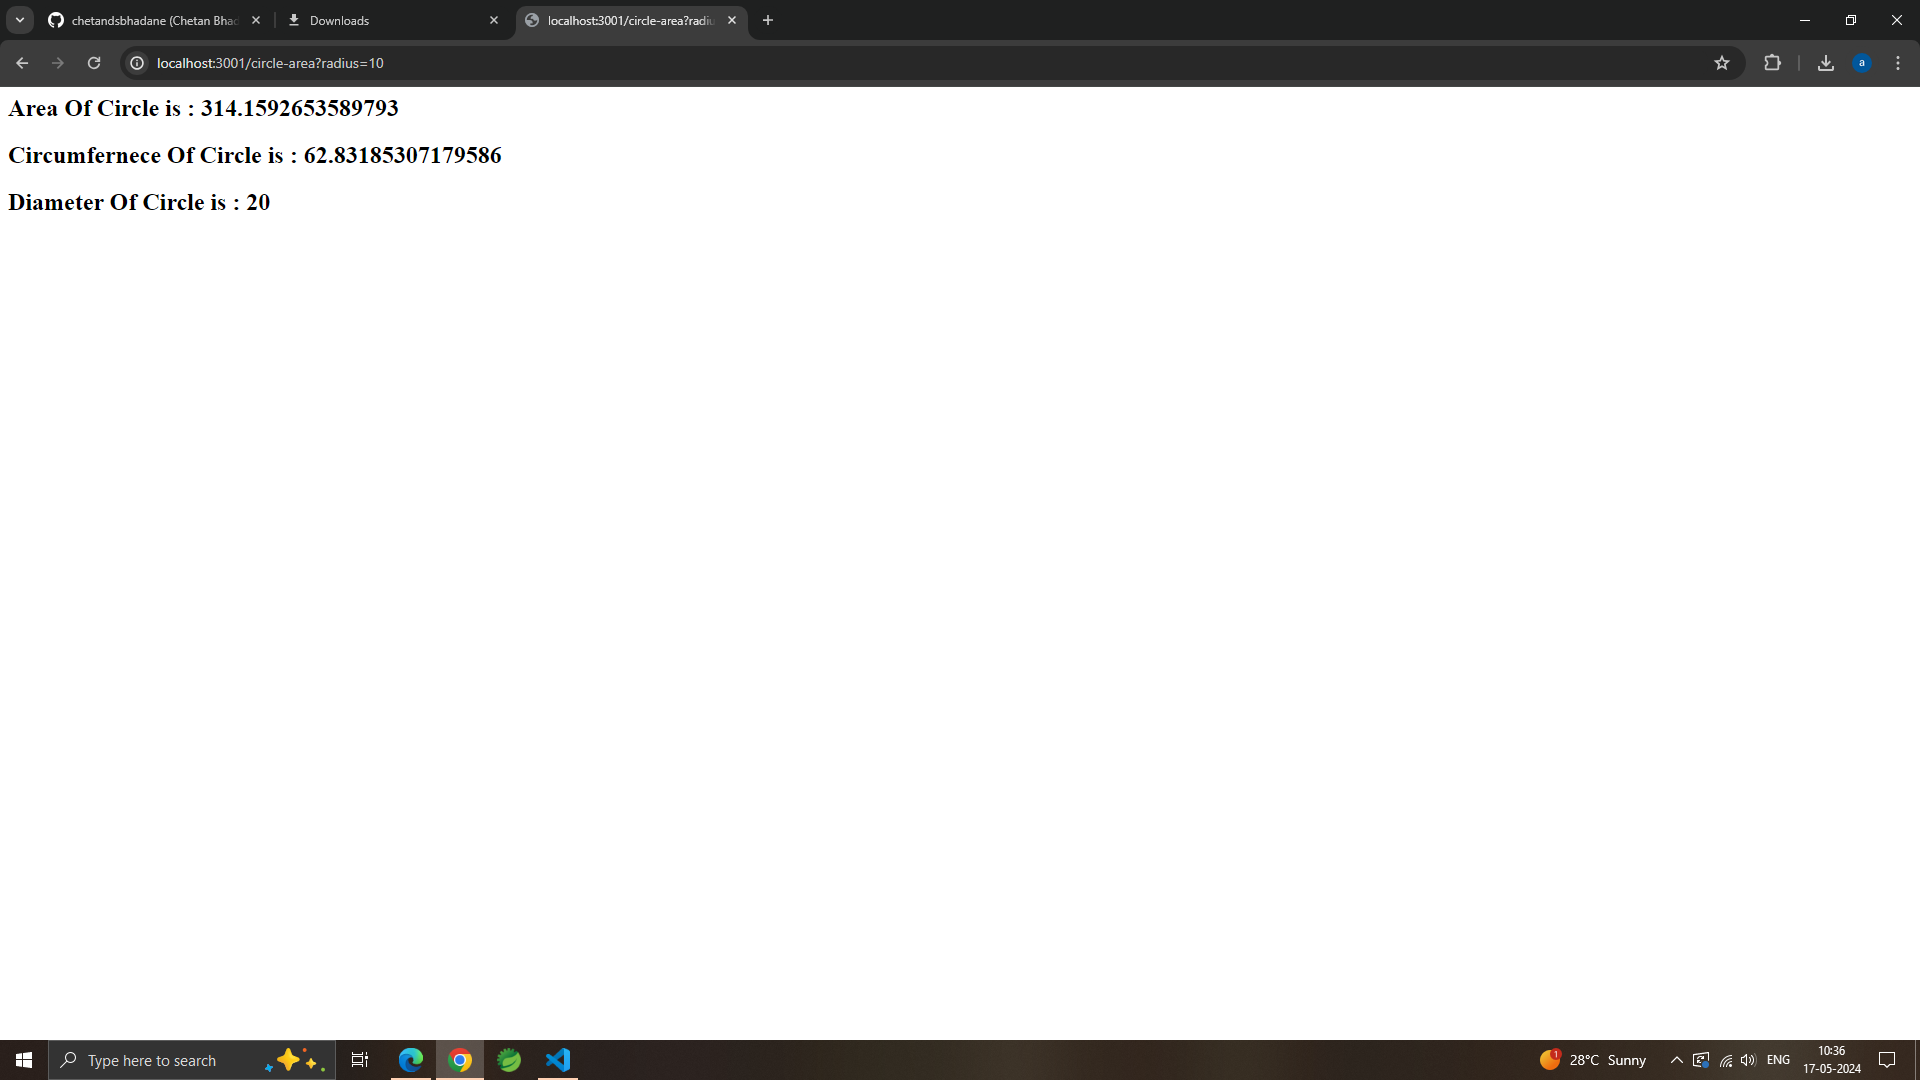 chetandsbhadane (Chetan Bhad
Downloads
localhost:3001/circle-area?radiu
localhost:3001/circle-area?radius=10
a
Area Of Circle is : 314.1592653589793
Circumfernece Of Circle is : 62.83185307179586
Diameter Of Circle is : 20
Type here to search
1
28°C Sunny
ENG
10:36
17-05-2024